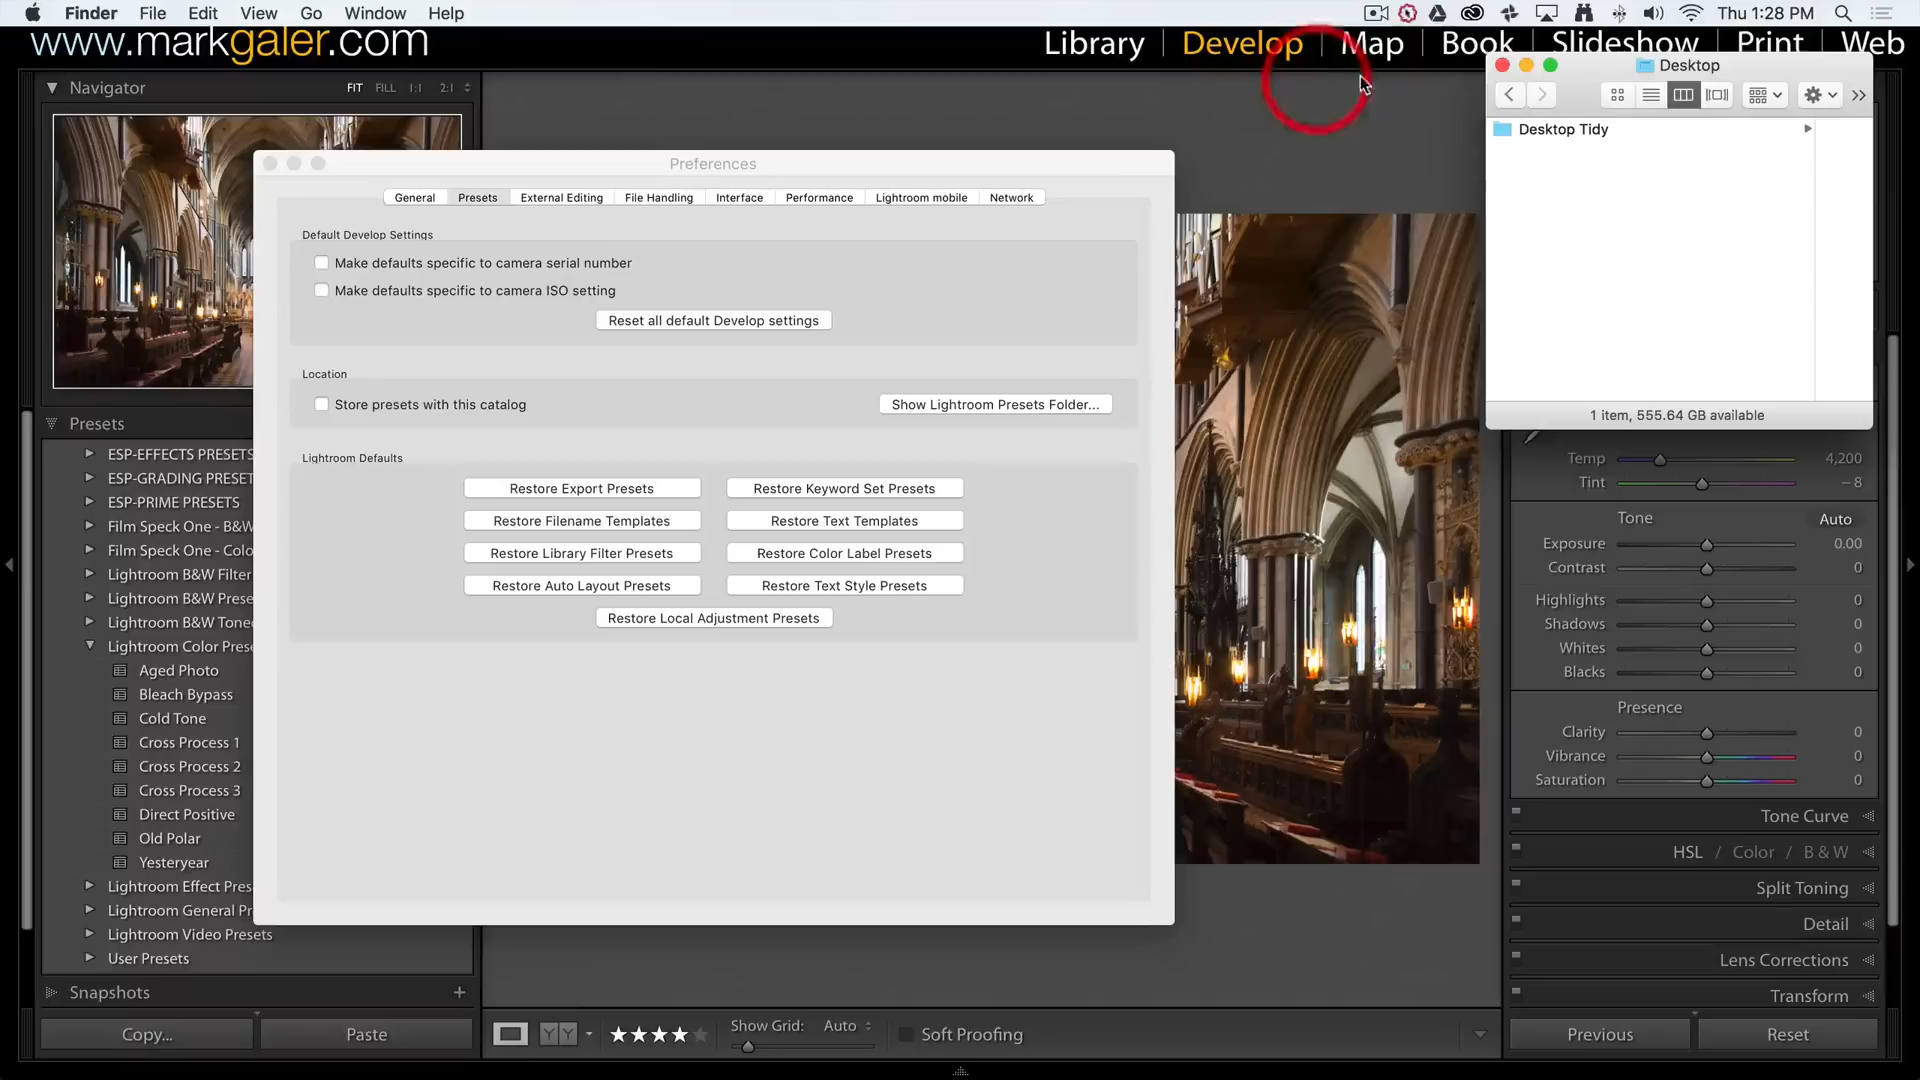 Finder File Edit View Go Window Help Thu 1:28 PM
www.markgaler.com Library | Develop | Map | Book | Slideshow | Print | Web
Navigator FIT FILL 1:1 2:1
Desktop
Desktop Tidy
1 item, 555.64 GB available
Preferences
General Presets External Editing File Handling Interface Performance Lightroom mobile Network
Default Develop Settings
Make defaults specific to camera serial number
Make defaults specific to camera ISO setting
Reset all default Develop settings
Location
Store presets with this catalog Show Lightroom Presets Folder...
Lightroom Defaults
Restore Export Presets Restore Keyword Set Presets
Restore Filename Templates Restore Text Templates
Restore Library Filter Presets Restore Color Label Presets
Restore Auto Layout Presets Restore Text Style Presets
Restore Local Adjustment Presets
Presets
ESP-EFFECTS PRESETS
ESP-GRADING PRESET
ESP-PRIME PRESETS
Film Speck One - B&W
Film Speck One - Colo
Lightroom B&W Filter
Lightroom B&W Prese
Lightroom B&W Tone
Lightroom Color Prese
Aged Photo
Bleach Bypass
Cold Tone
Cross Process 1
Cross Process 2
Cross Process 3
Direct Positive
Old Polar
Yesteryear
Lightroom Effect Pres
Lightroom General Pr
Lightroom Video Presets
User Presets
Snapshots +
Copy... Paste
Show Grid: Auto Soft Proofing
Temp 4,200
Tint – 8
Tone Auto
Exposure 0.00
Contrast 0
Highlights 0
Shadows 0
Whites 0
Blacks 0
Presence
Clarity 0
Vibrance 0
Saturation 0
Tone Curve
HSL / Color / B & W
Split Toning
Detail
Lens Corrections
Transform
Previous Reset